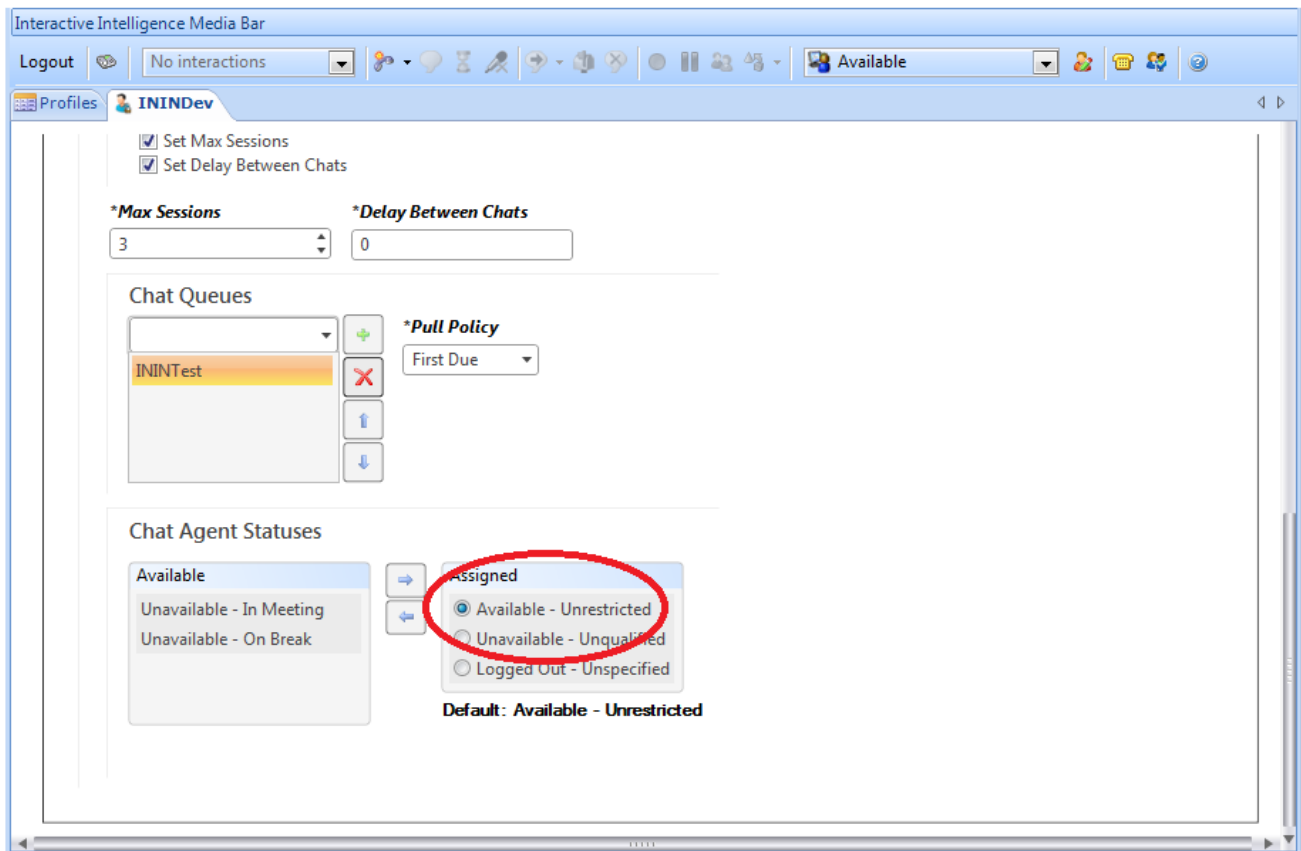 Interactive Intelligence Media Bar
Logout No interactions Available
Profiles ININDev
Set Max Sessions
Set Delay Between Chats
*Max Sessions *Delay Between Chats
3 0
Chat Queues
*Pull Policy
First Due
ININTest
Chat Agent Statuses
Available Assigned
Unavailable - In Meeting Available - Unrestricted
Unavailable - On Break Unavailable - Unqualified
Logged Out - Unspecified
Default: Available - Unrestricted